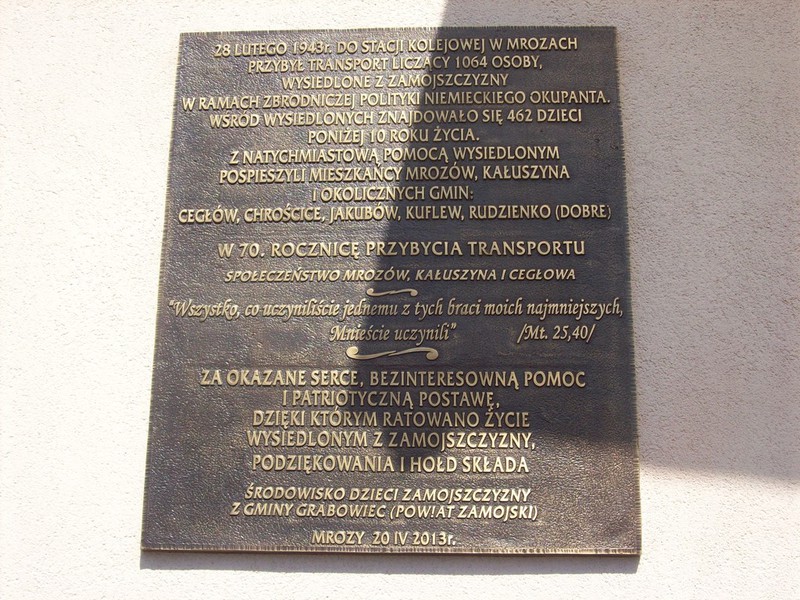 28 LUTEGO 1943r. DO STACJI KOLEJOWEJ W MROZACH
PRZYBYŁ TRANSPORT LICZĄCY 1064 OSOBY,
WYSIEDLONE Z ZAMOJSZCZYZNY
W RAMACH ZBRODNICZEJ POLITYKI NIEMIECKIEGO OKUPANTA.
WŚRÓD WYSIEDLONYCH ZNAJDOWAŁO SIĘ 462 DZIECI
PONIŻEJ 10 ROKU ŻYCIA.
Z NATYCHMIASTOWĄ POMOCĄ WYSIEDLONYM
POSPIESZYLI MIESZKAŃCY MROZÓW, KAŁUSZYNA
I OKOLICZNYCH GMIN:
CEGŁÓW, CHROŚCICE, JAKUBÓW, KUFLEW, RUDZIENKO (DOBRE)
W 70. ROCZNICĘ PRZYBYCIA TRANSPORTU
SPOŁECZEŃSTWO MROZÓW, KAŁUSZYNA I CEGŁOWA
"Wszystko, co uczyniliście jednemu z tych braci moich najmniejszych,
Mnieście uczynili" /Mt. 25,40/
ZA OKAZANE SERCE, BEZINTERESOWNĄ POMOC
I PATRIOTYCZNĄ POSTAWĘ,
DZIĘKI KTÓRYM RATOWANO ŻYCIE
WYSIEDLONYM Z ZAMOJSZCZYZNY,
PODZIĘKOWANIA I HOŁD SKŁADA
ŚRODOWISKO DZIECI ZAMOJSZCZYZNY
Z GMINY GRABOWIEC (POWIAT ZAMOJSKI)
MROZY 20 IV 2013r.